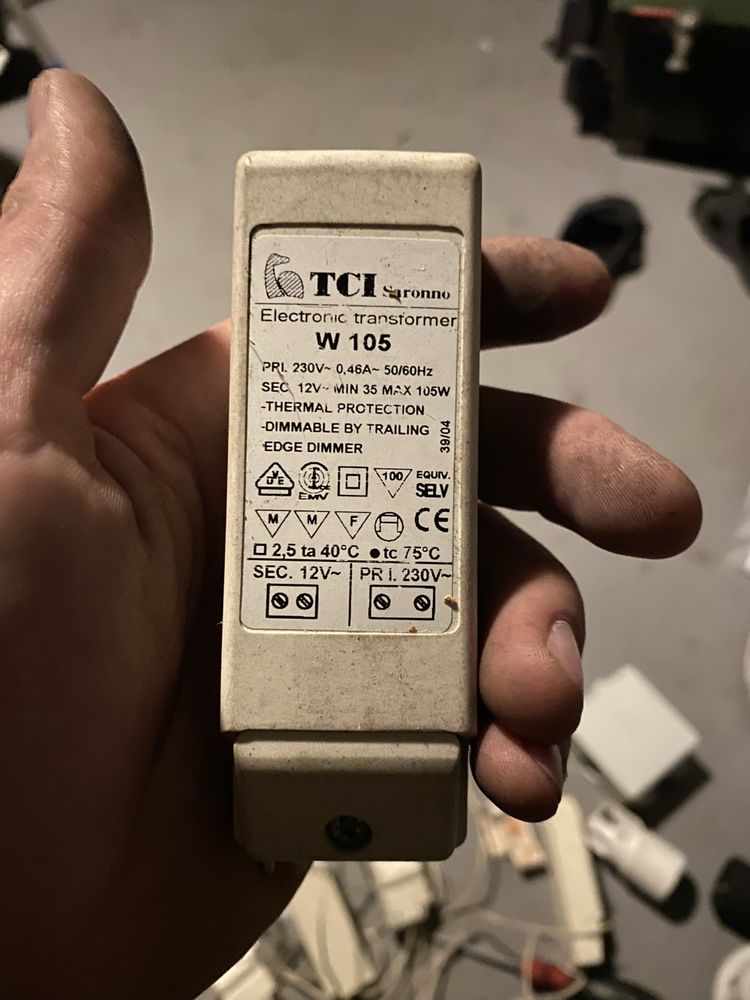 TCI Saronno
Electronic transformer
W 105
PRI. 230V~ 0,46A~ 50/60Hz
SEC. 12V~ MIN 35 MAX 105W
-THERMAL PROTECTION
-DIMMABLE BY TRAILING
EDGE DIMMER
39/04
VDE EMV 100 EQUIV.
SELV
M M F CE
2,5 ta 40°C ●tc 75°C
SEC. 12V~ PRI. 230V~